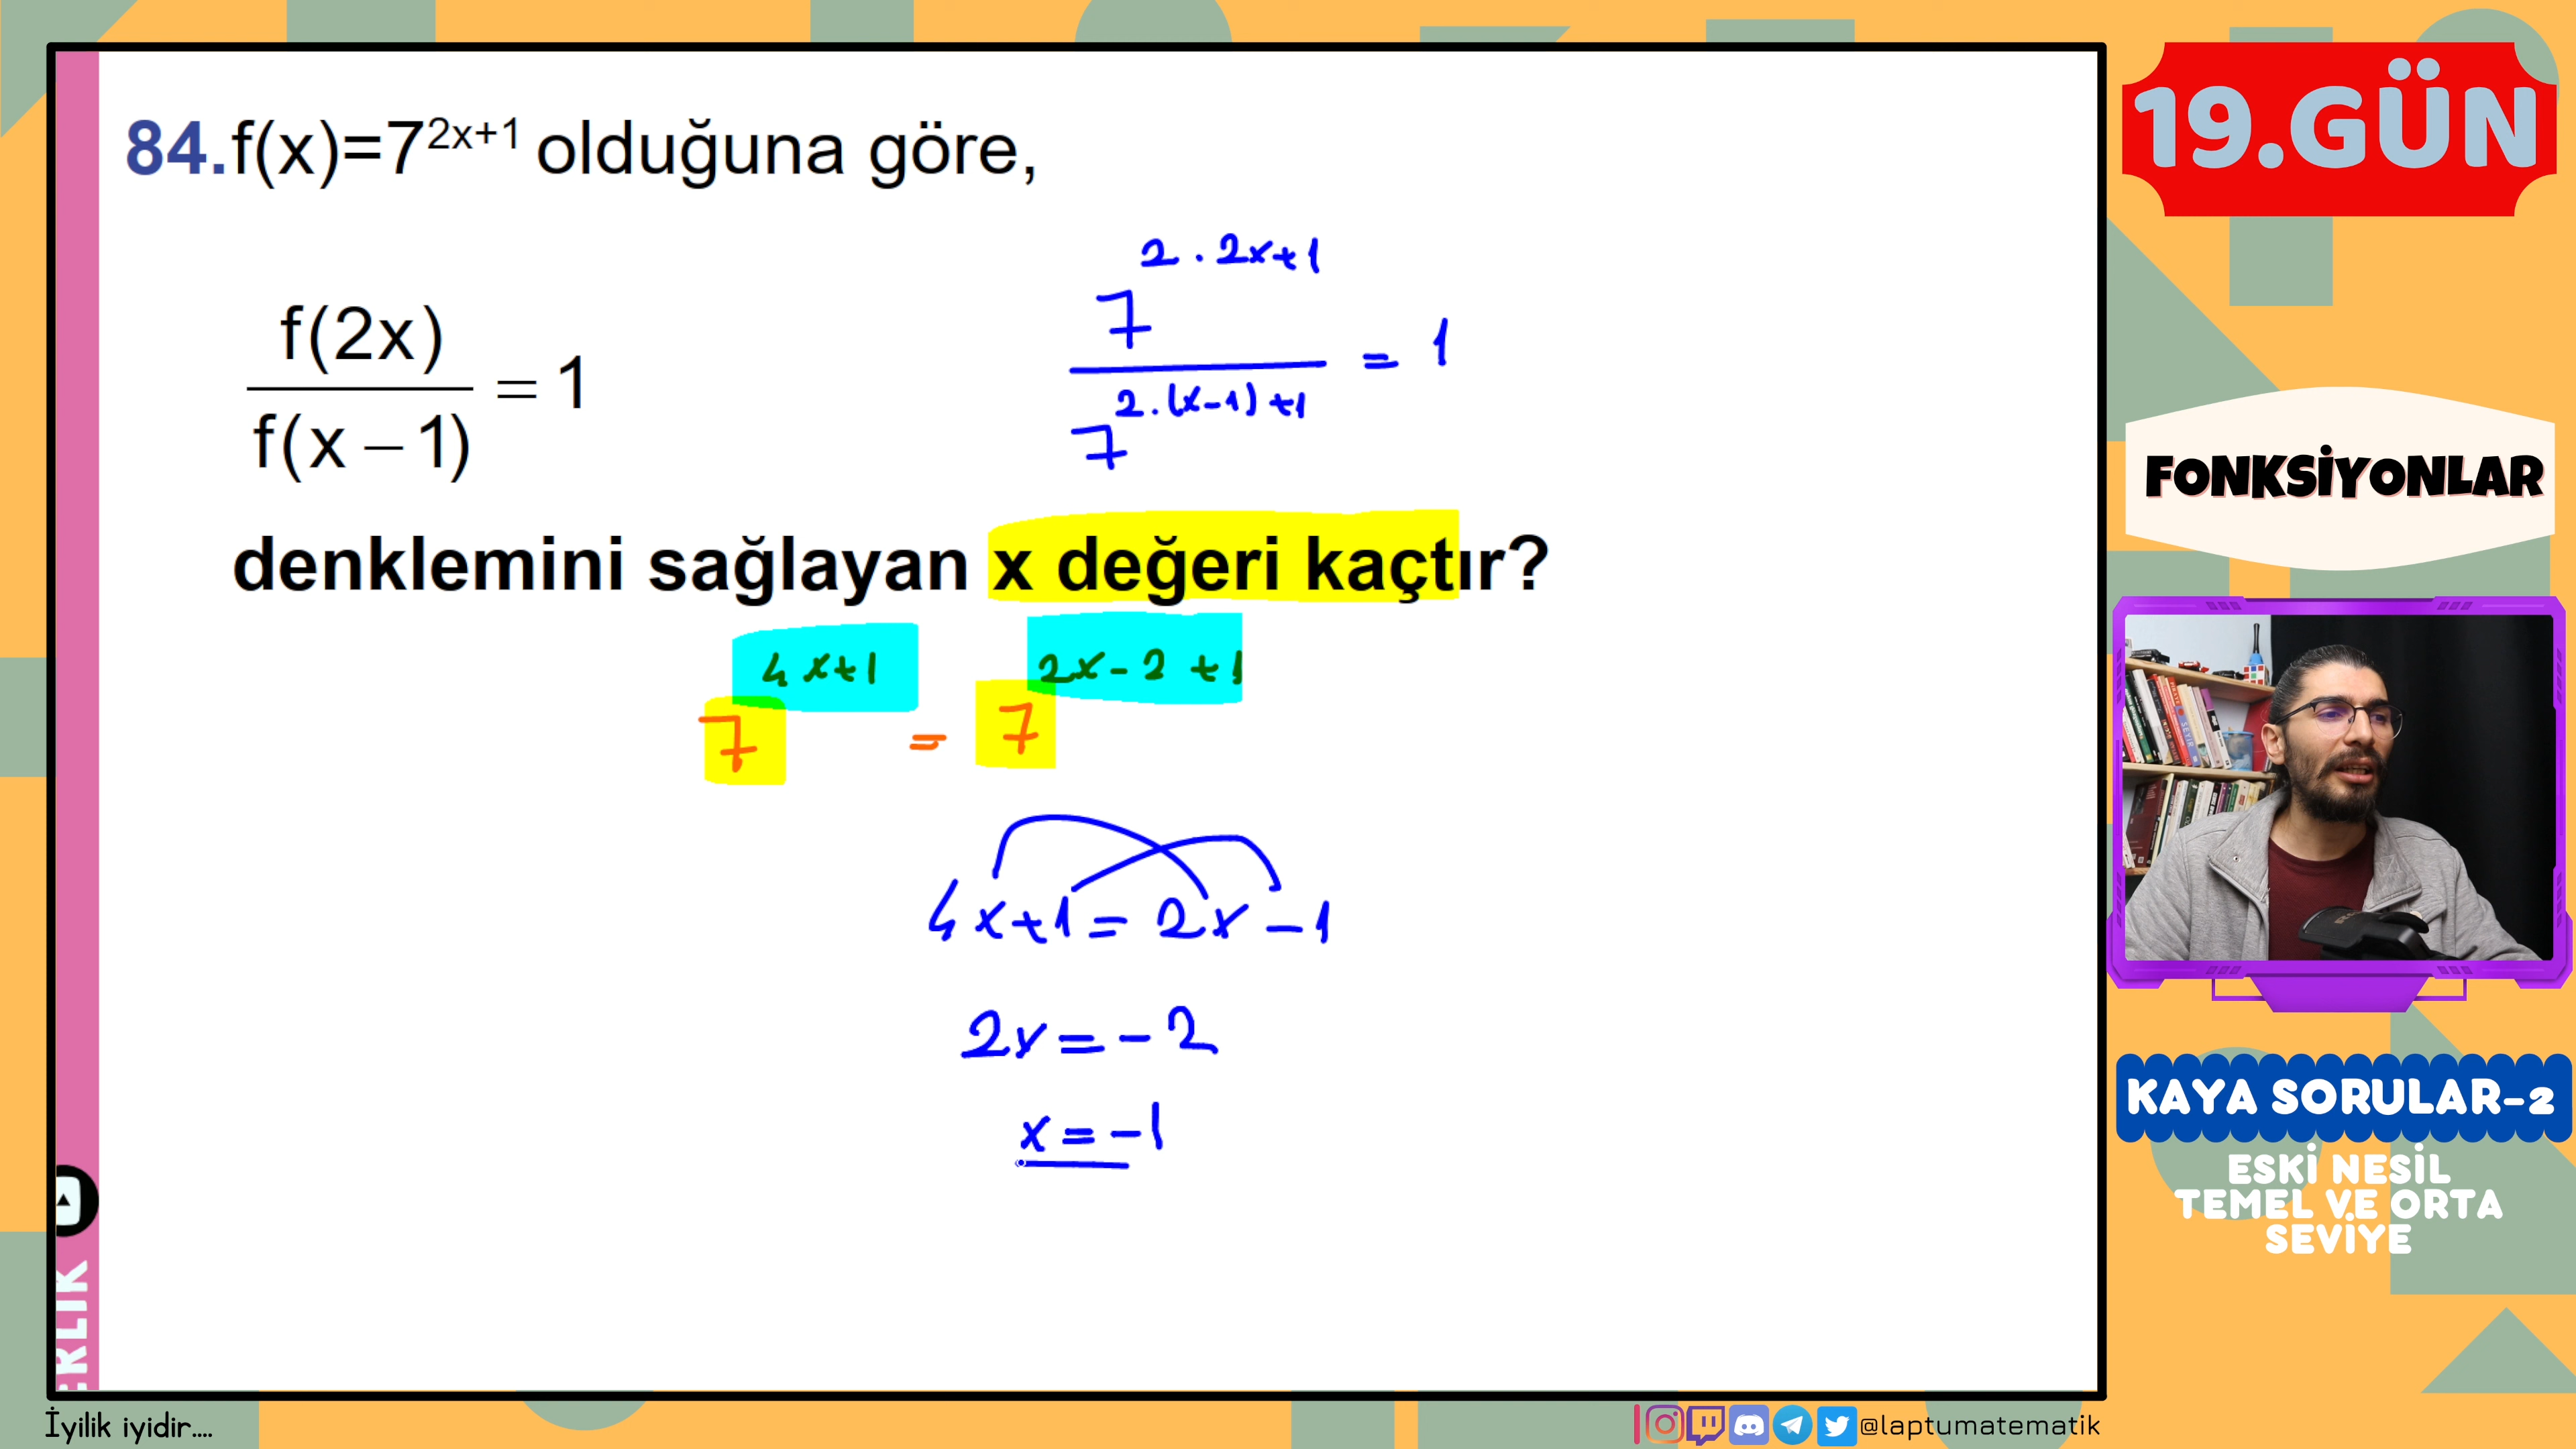 84.f(x)=7^{2x+1} olduğuna göre,
f(2x)
f(x – 1)
= 1
7^{2 . 2x+1}
7^{2.(x-1)+1}
= 1
denklemini sağlayan x değeri kaçtır?
7^{4x+1} = 7^{2x-2+1}
4x+1 = 2x-1
2x = -2
x = -1
ERLİK
İyilik iyidir....
19.GÜN
FONKSİYONLAR
KAYA SORULAR-2
ESKİ NESİL
TEMEL VE ORTA
SEVİYE
@laptumatematik